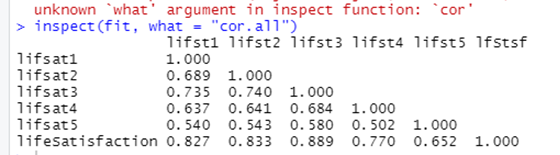 unknown `what' argument in inspect function: `cor'
> inspect(fit, what = "cor.all")
lifst1 lifst2 lifst3 lifst4 lifst5 lfStsf
lifsat1 1.000
lifsat2 0.689 1.000
lifsat3 0.735 0.740 1.000
lifsat4 0.637 0.641 0.684 1.000
lifsat5 0.540 0.543 0.580 0.502 1.000
lifeSatisfaction 0.827 0.833 0.889 0.770 0.652 1.000